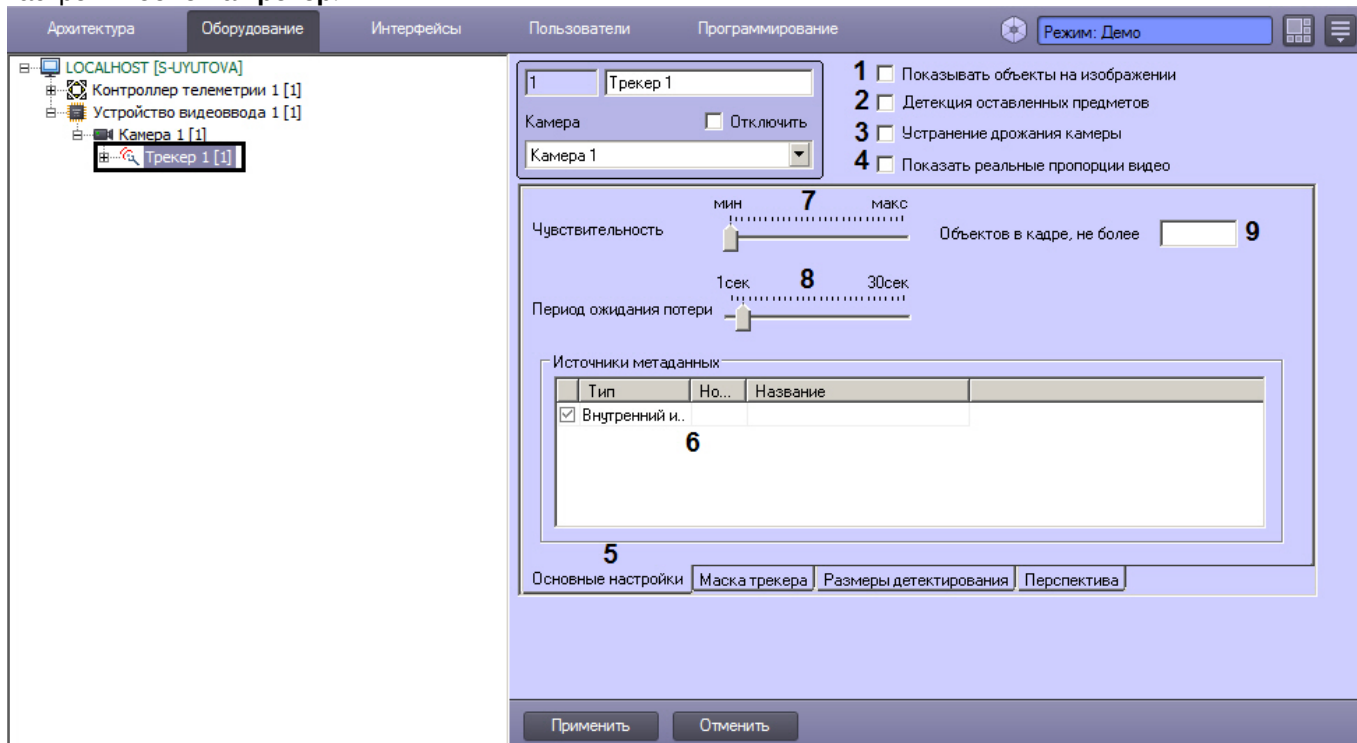 Архитектура Оборудование Интерфейсы Пользователи Программирование Режим: Демо
LOCALHOST [S-UYUTOVA]
Контроллер телеметрии 1 [1]
Устройство видеоввода 1 [1]
Камера 1 [1]
Трекер 1 [1]
1 Трекер 1
Камера Отключить
Камера 1
1 Показывать объекты на изображении
2 Детекция оставленных предметов
3 Устранение дрожания камеры
4 Показать реальные пропорции видео
мин 7 макс
Чувствительность
Объектов в кадре, не более 9
1сек 8 30сек
Период ожидания потери
Источники метаданных
Тип Но... Название
Внутренний и..
6
5
Основные настройки Маска трекера Размеры детектирования Перспектива
Применить Отменить